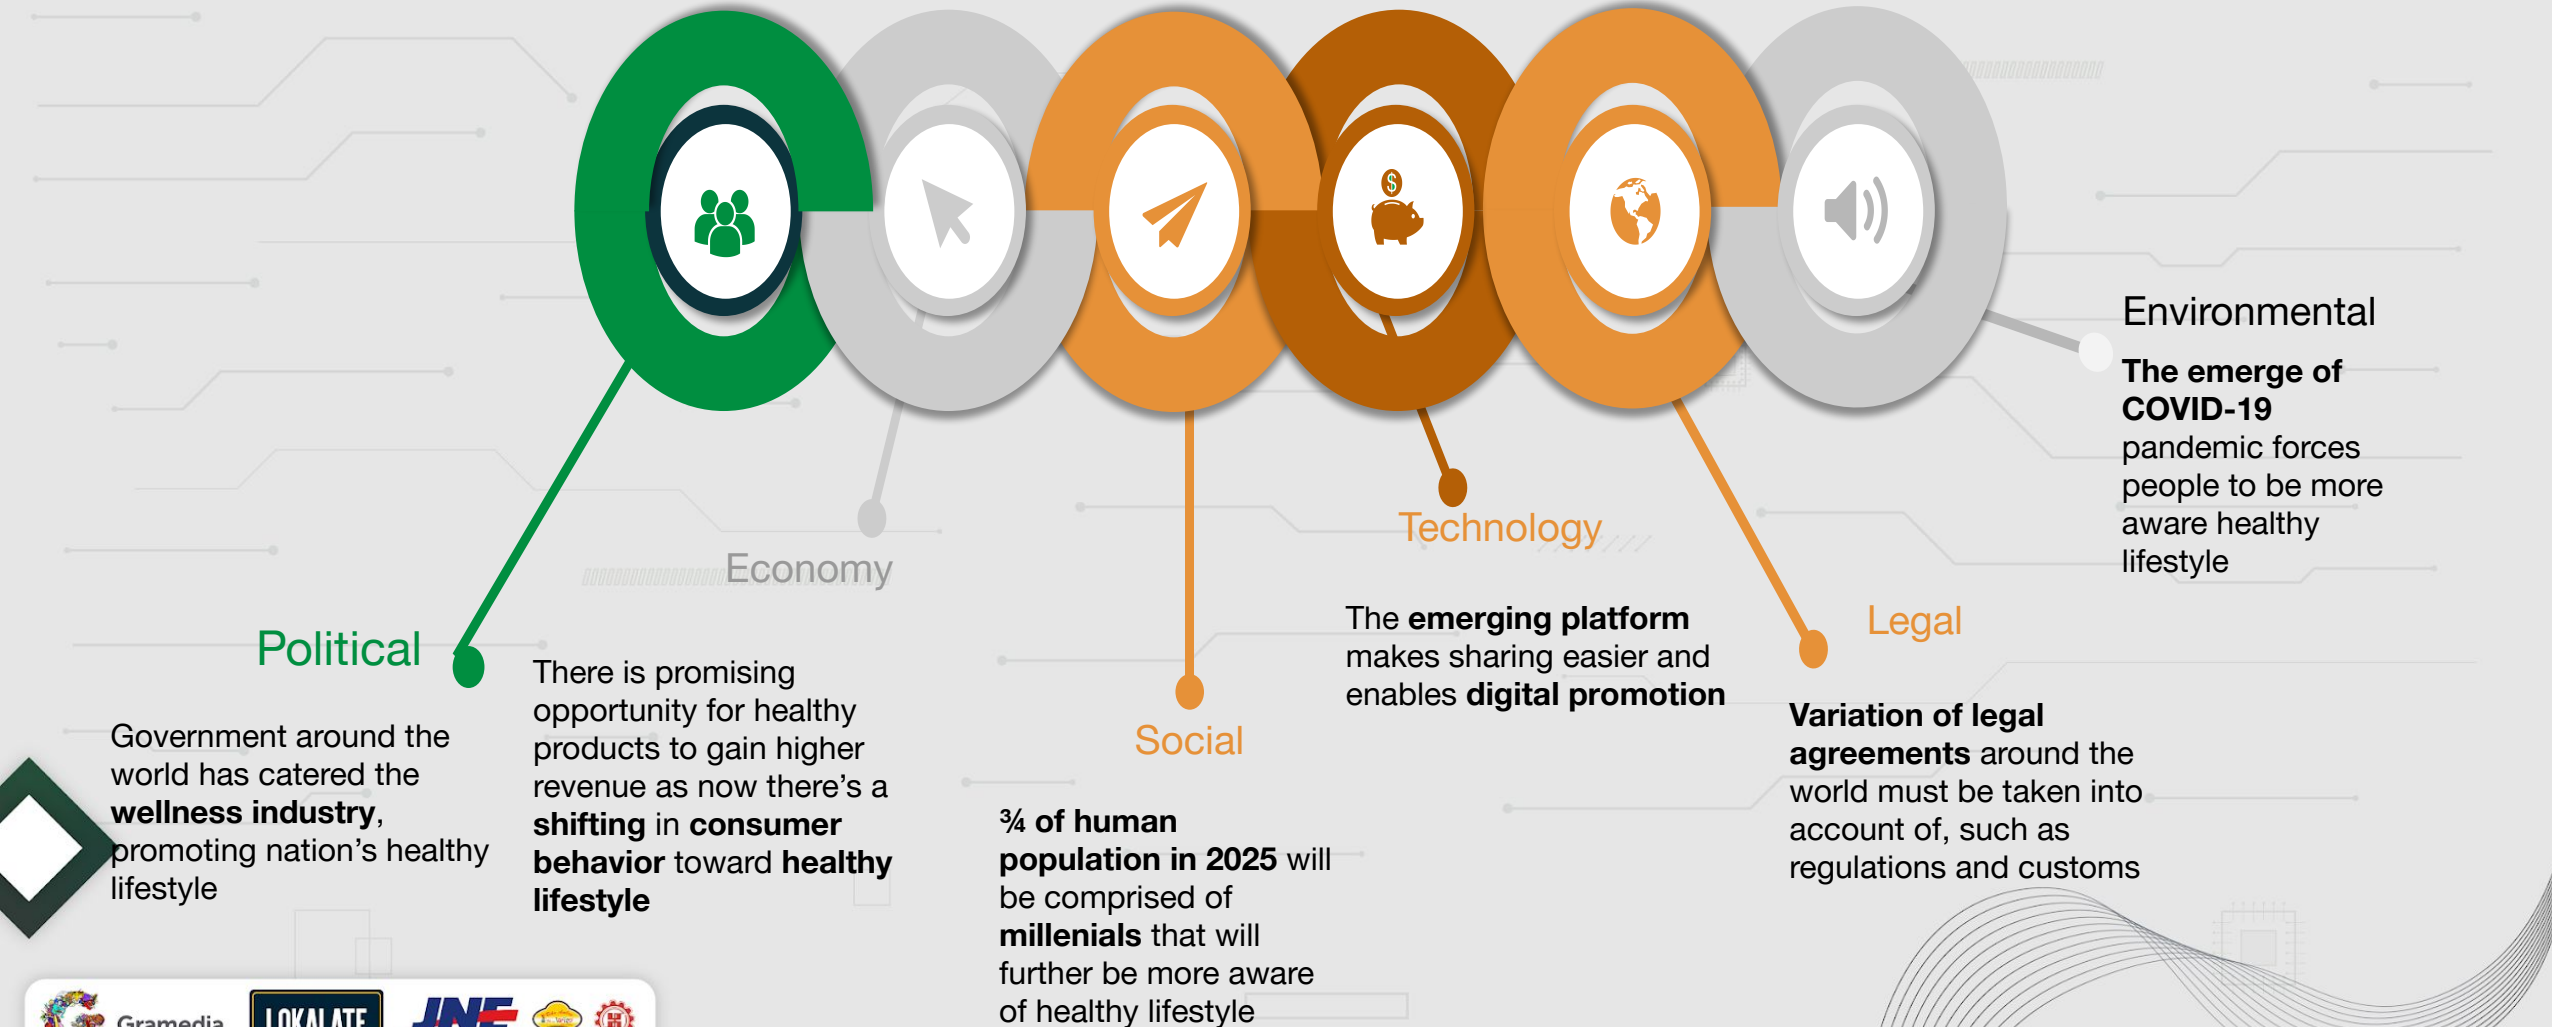 Political
Government around the
world has catered the
wellness industry,
promoting nation's healthy
lifestyle
Economy
There is promising
opportunity for healthy
products to gain higher
revenue as now there's a
shifting in consumer
behavior toward healthy
lifestyle
Social
¾ of human
population in 2025 will
be comprised of
millenials that will
further be more aware
of healthy lifestyle
Technology
The emerging platform
makes sharing easier and
enables digital promotion
Legal
Variation of legal
agreements around the
world must be taken into
account of, such as
regulations and customs
Environmental
The emerge of
COVID-19
pandemic forces
people to be more
aware healthy
lifestyle
$
Gramedia
LOKALATE
JNE